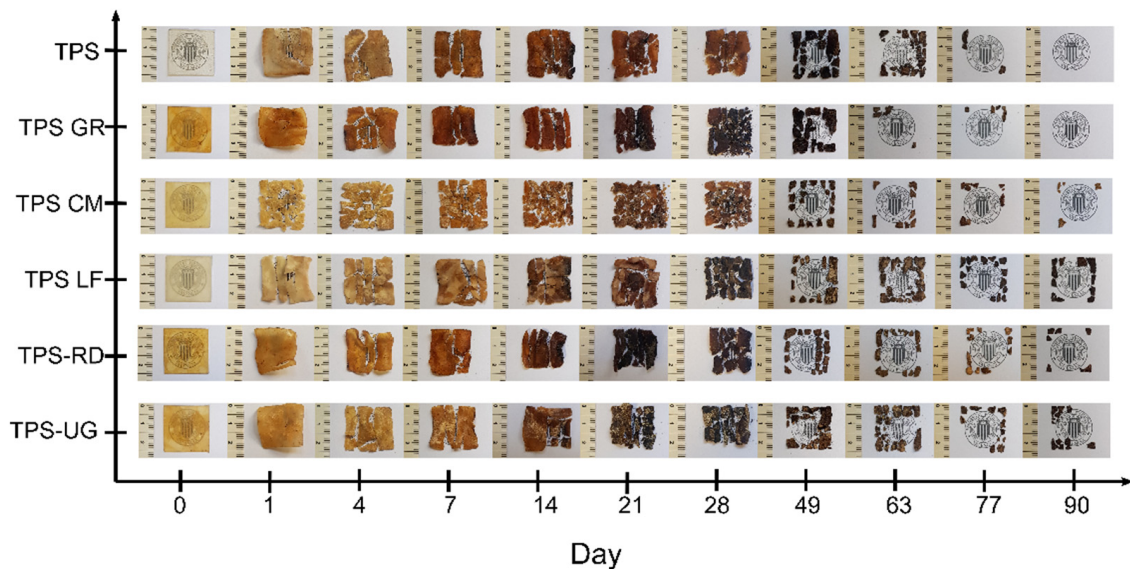 TPS
TPS GR
TPS CM
TPS LF
TPS-RD
TPS-UG
0 1 4 7 14 21 28 49 63 77 90
Day